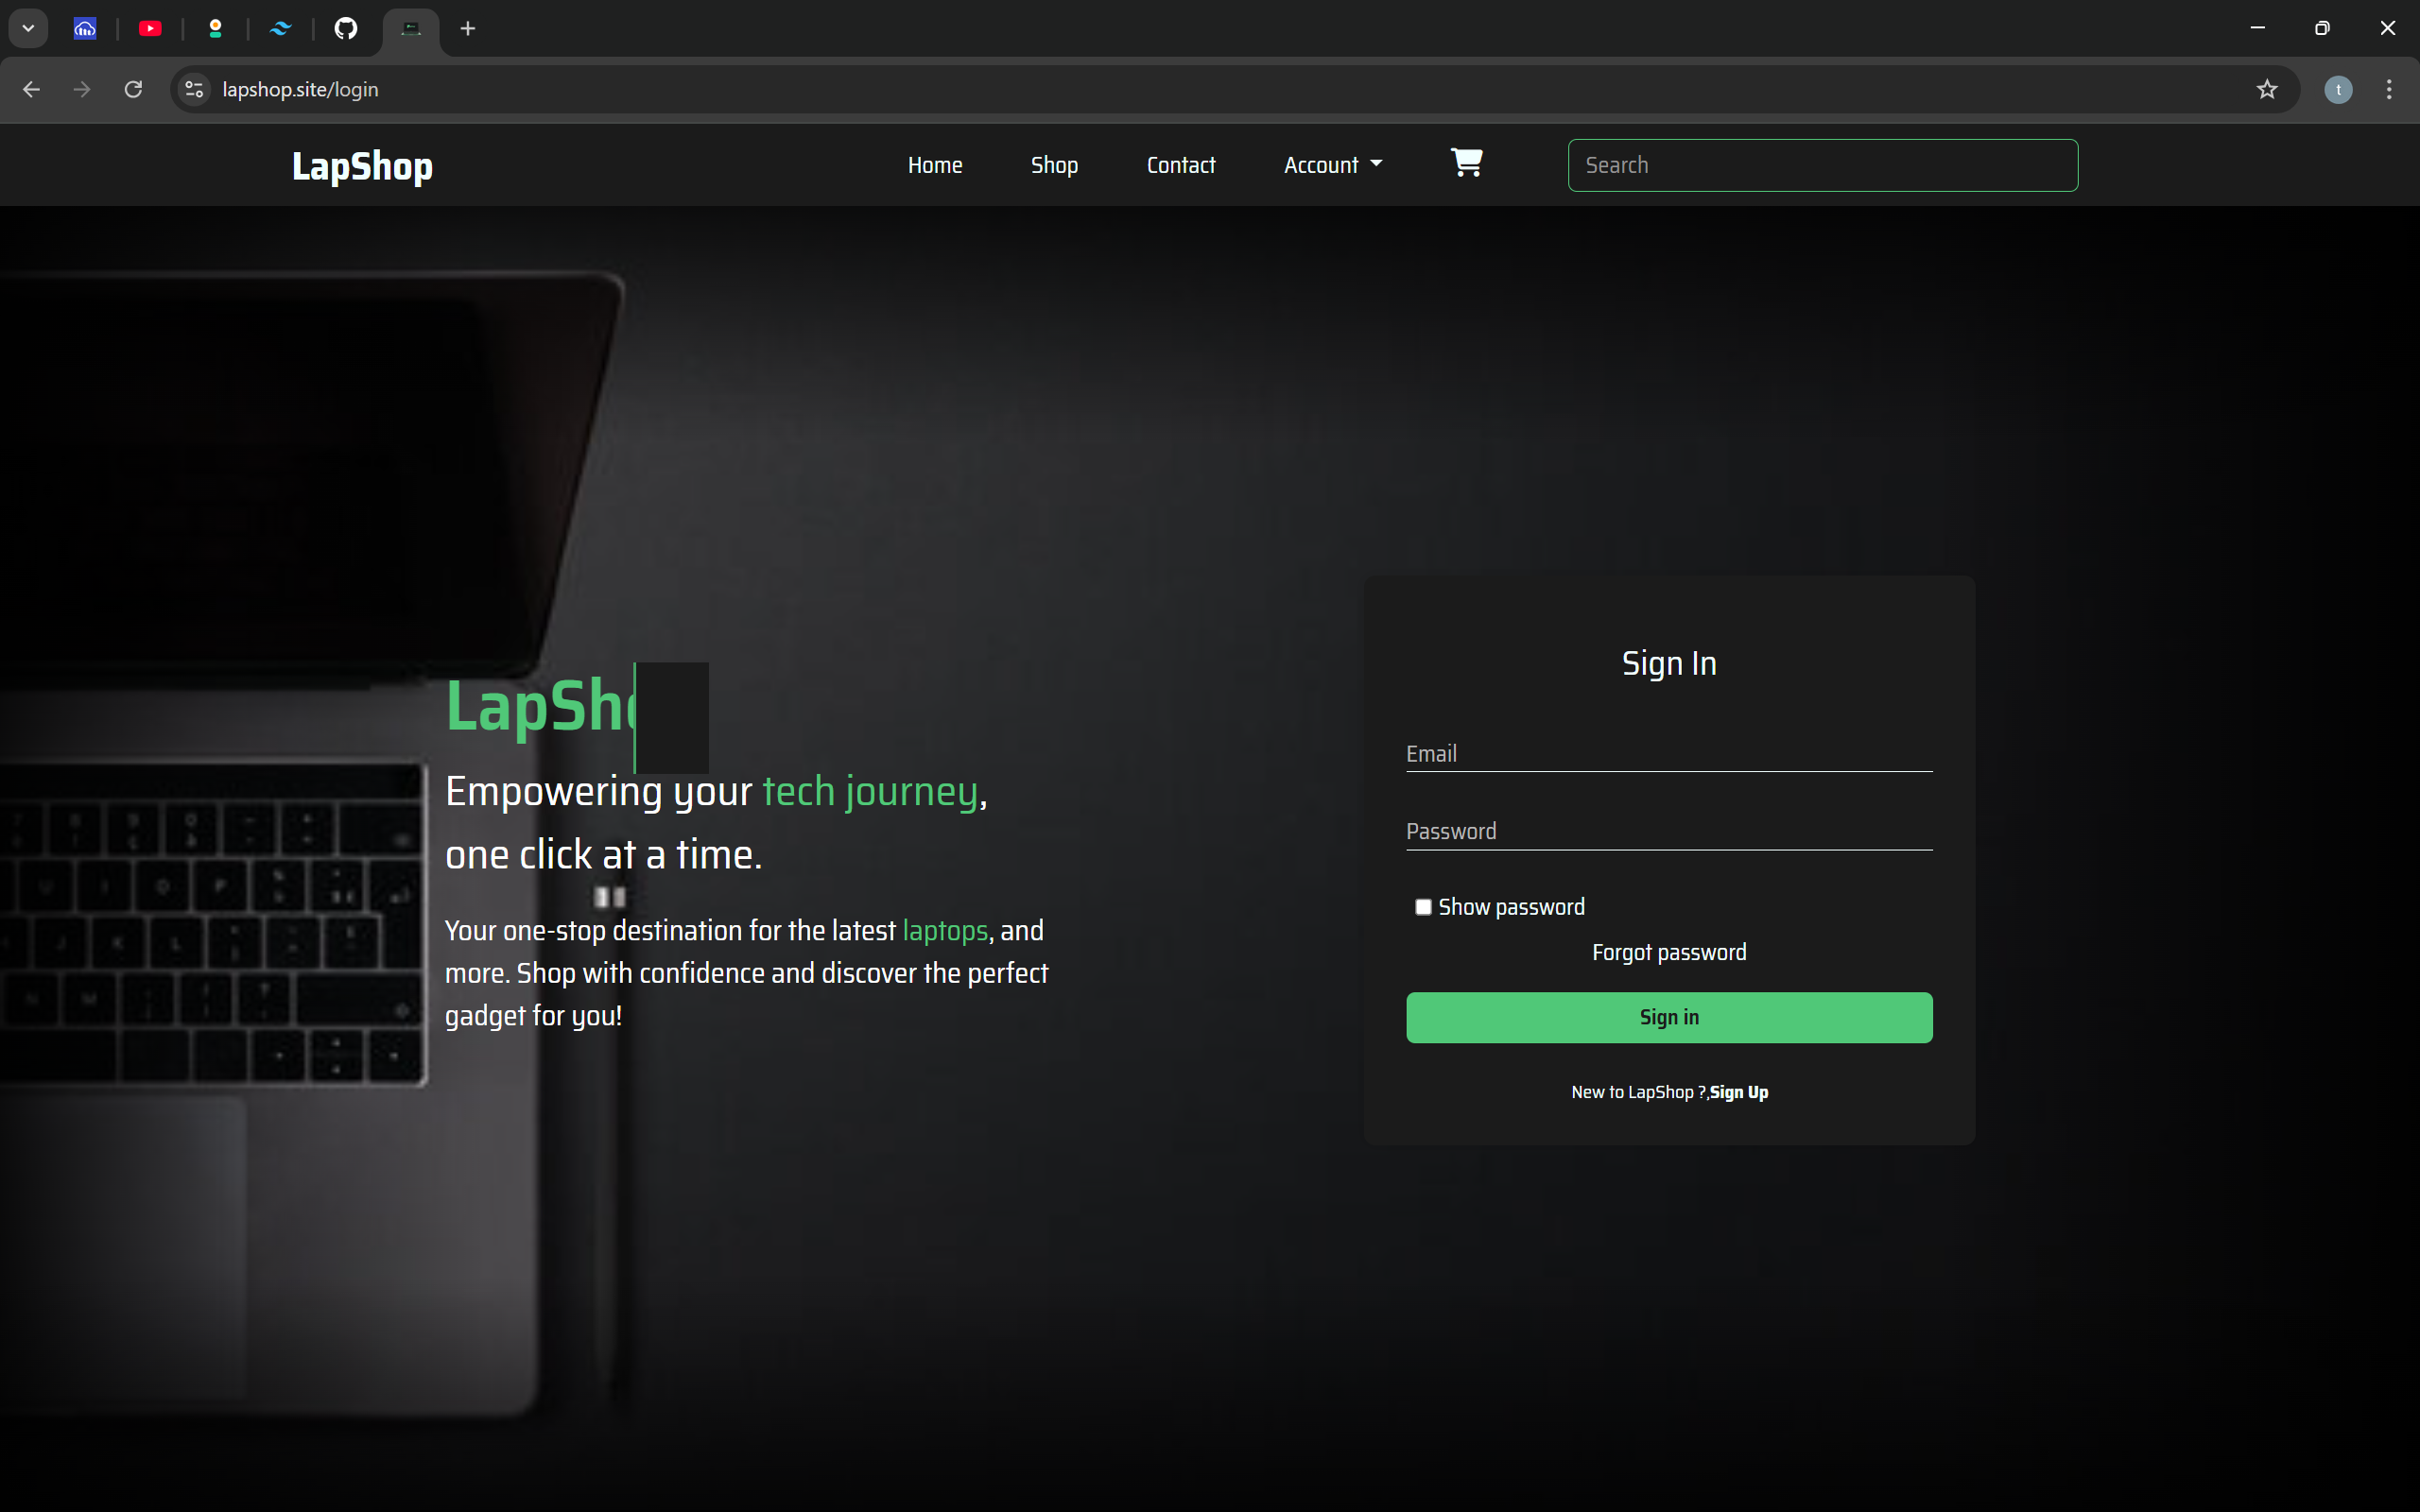 lapshop.site/login
LapShop
Home
Shop
Contact
Account
Search
LapSho
Empowering your tech journey,
one click at a time.
Your one-stop destination for the latest laptops, and
more. Shop with confidence and discover the perfect
gadget for you!
Sign In
Email
Password
Show password
Forgot password
Sign in
New to LapShop ?,Sign Up
t